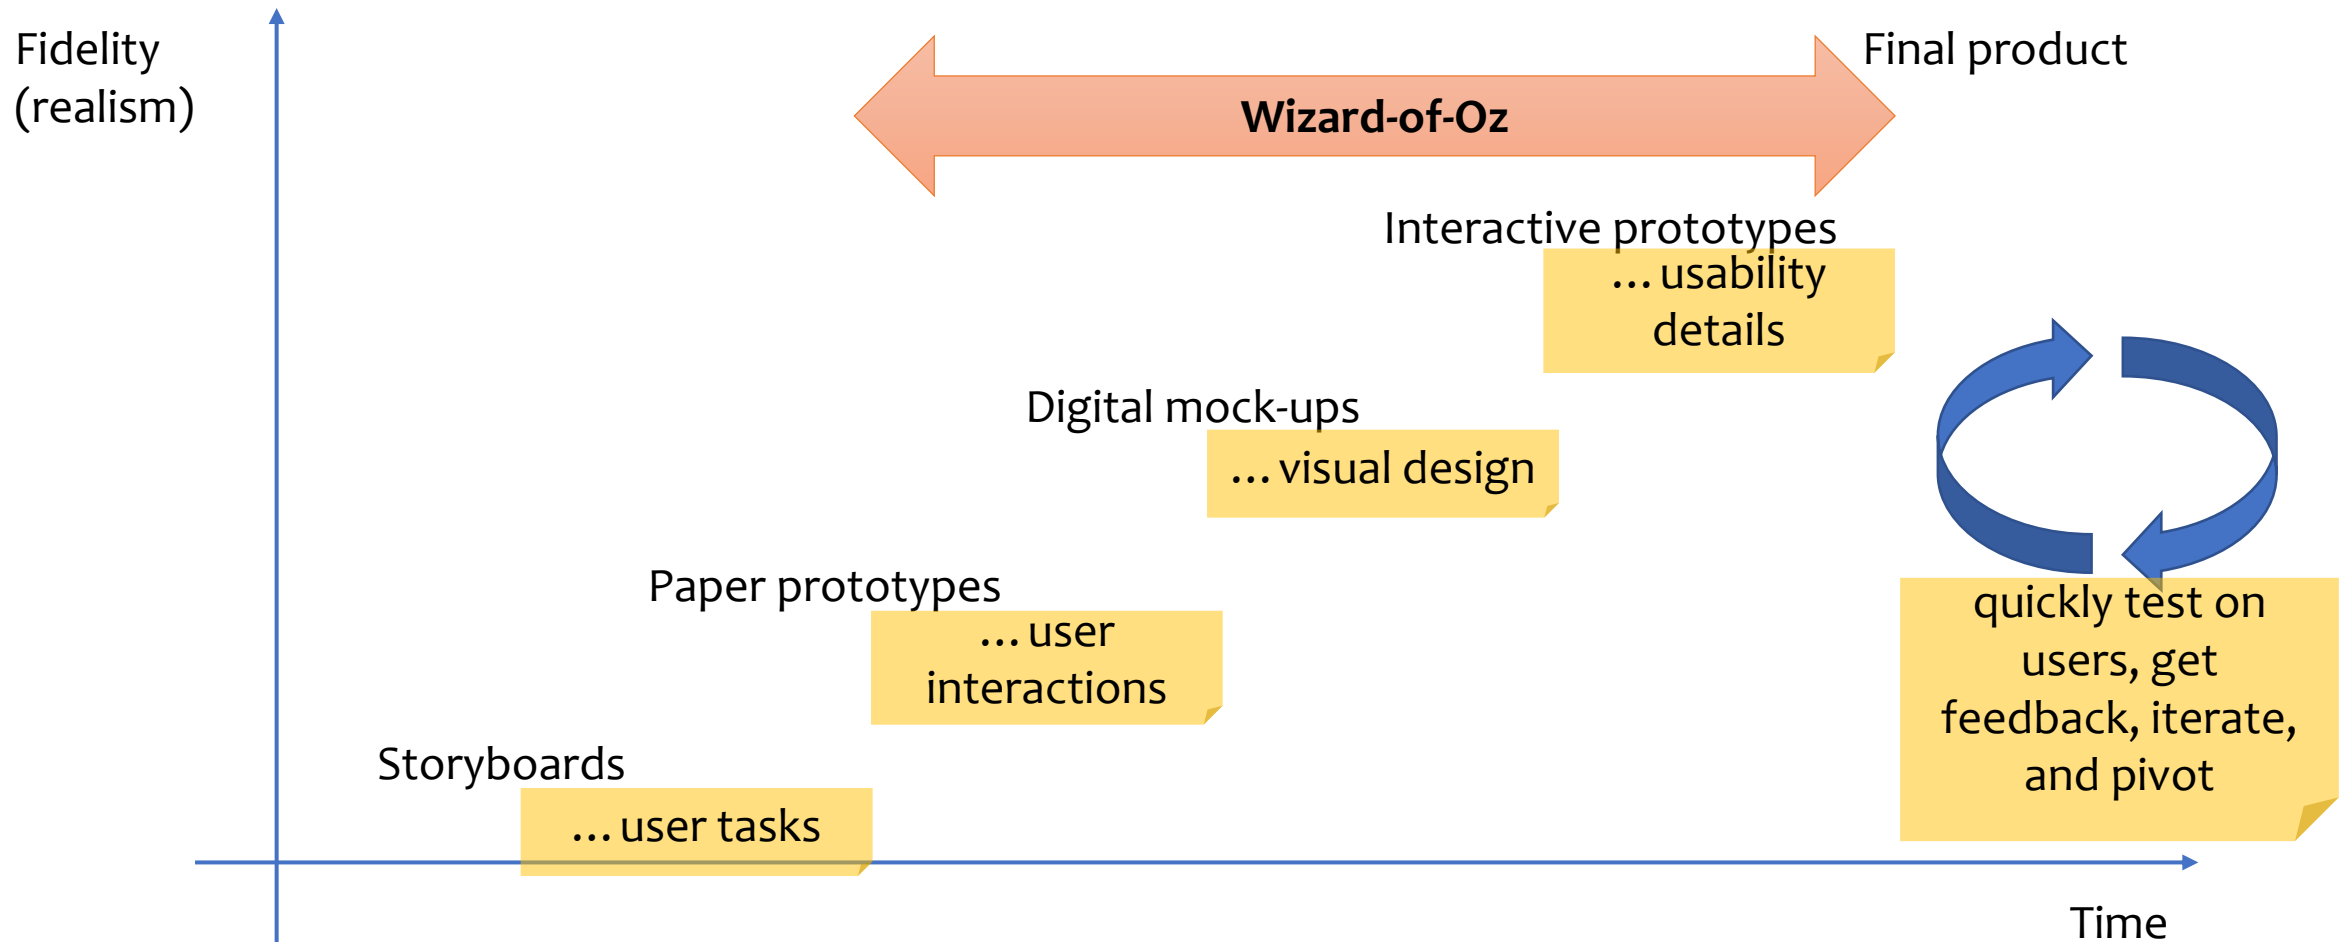 Fidelity
(realism)
Final product
Wizard-of-Oz
Interactive prototypes
... usability
details
Digital mock-ups
... visual design
Paper prototypes
... user
interactions
quickly test on
users, get
feedback, iterate,
and pivot
Storyboards
... user tasks
Time